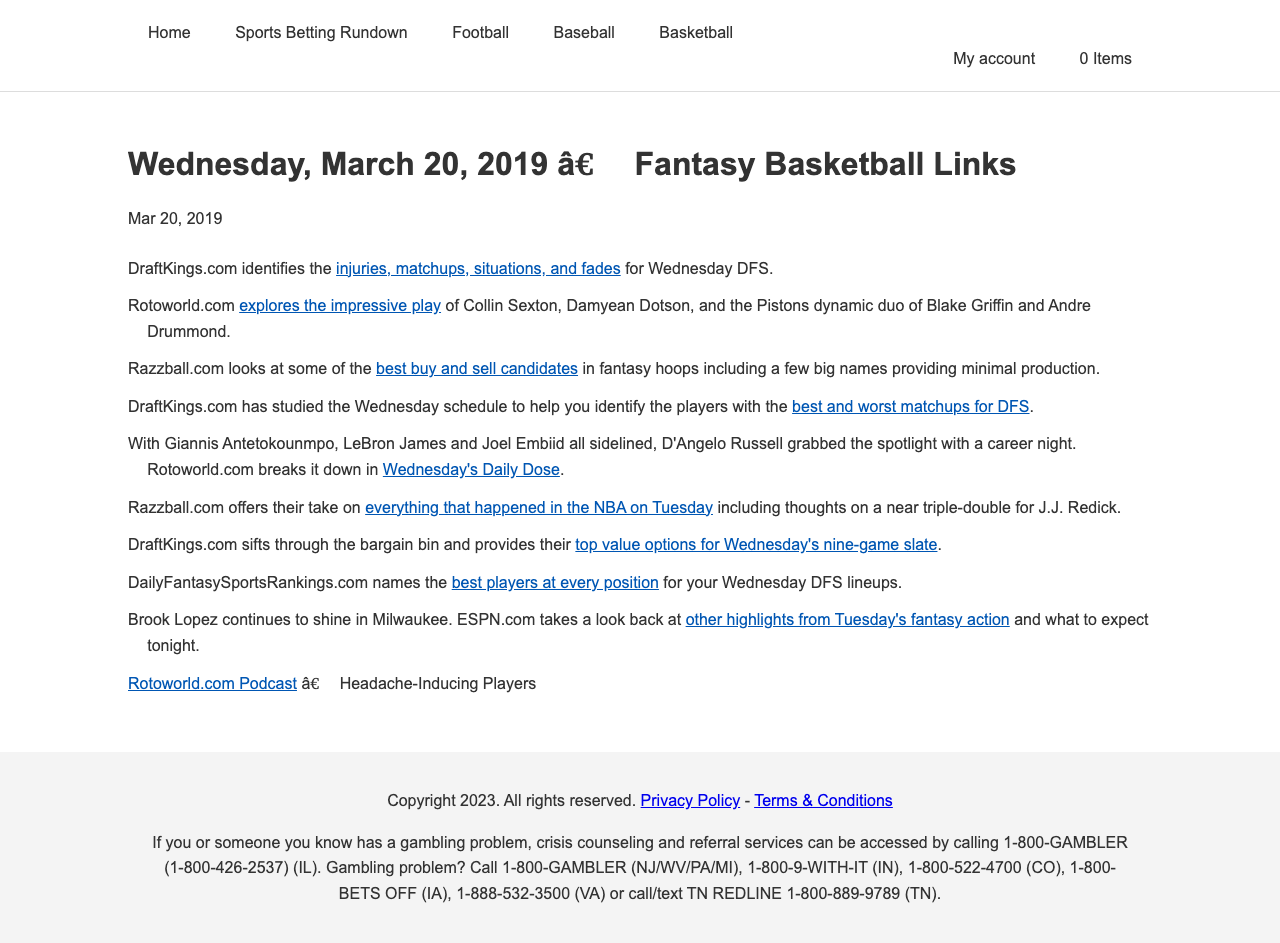 Home Sports Betting Rundown Football Baseball Basketball
My account 0 Items
Wednesday, March 20, 2019 â€ Fantasy Basketball Links
Mar 20, 2019
DraftKings.com identifies the injuries, matchups, situations, and fades for Wednesday DFS.
Rotoworld.com explores the impressive play of Collin Sexton, Damyean Dotson, and the Pistons dynamic duo of Blake Griffin and Andre
Drummond.
Razzball.com looks at some of the best buy and sell candidates in fantasy hoops including a few big names providing minimal production.
DraftKings.com has studied the Wednesday schedule to help you identify the players with the best and worst matchups for DFS.
With Giannis Antetokounmpo, LeBron James and Joel Embiid all sidelined, D'Angelo Russell grabbed the spotlight with a career night.
Rotoworld.com breaks it down in Wednesday's Daily Dose.
Razzball.com offers their take on everything that happened in the NBA on Tuesday including thoughts on a near triple-double for J.J. Redick.
DraftKings.com sifts through the bargain bin and provides their top value options for Wednesday's nine-game slate.
DailyFantasySportsRankings.com names the best players at every position for your Wednesday DFS lineups.
Brook Lopez continues to shine in Milwaukee. ESPN.com takes a look back at other highlights from Tuesday's fantasy action and what to expect
tonight.
Rotoworld.com Podcast â€ Headache-Inducing Players
Copyright 2023. All rights reserved. Privacy Policy - Terms & Conditions
If you or someone you know has a gambling problem, crisis counseling and referral services can be accessed by calling 1-800-GAMBLER
(1-800-426-2537) (IL). Gambling problem? Call 1-800-GAMBLER (NJ/WV/PA/MI), 1-800-9-WITH-IT (IN), 1-800-522-4700 (CO), 1-800-
BETS OFF (IA), 1-888-532-3500 (VA) or call/text TN REDLINE 1-800-889-9789 (TN).